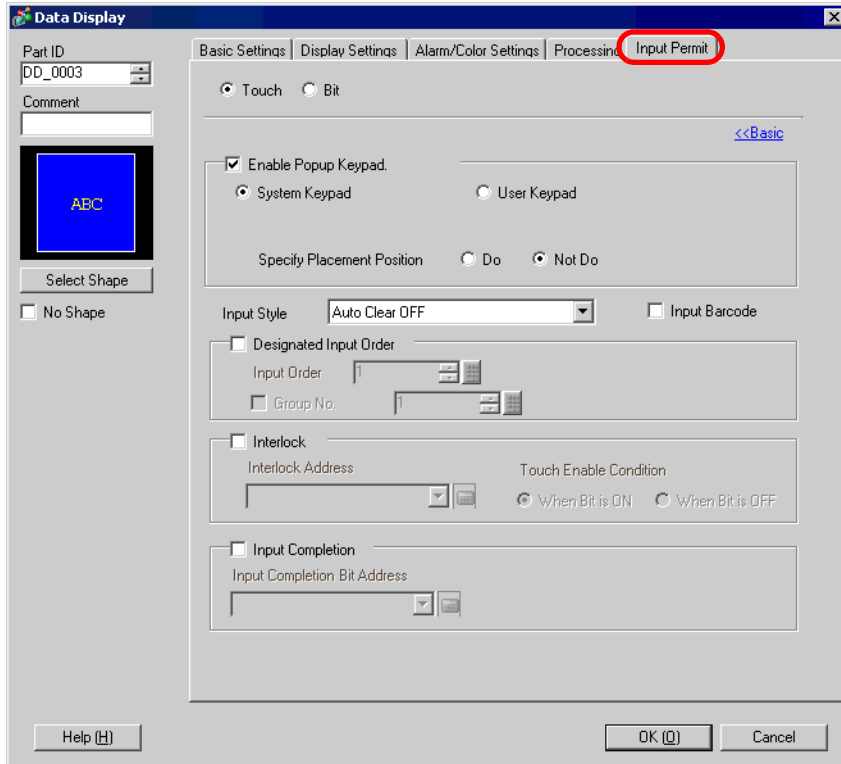 Data Display
Part ID
DD_0003
Comment
ABC
Select Shape
No Shape
Basic Settings Display Settings Alarm/Color Settings Processing Input Permit
Touch Bit
<<Basic
Enable Popup Keypad.
System Keypad User Keypad
Specify Placement Position Do Not Do
Input Style Auto Clear OFF Input Barcode
Designated Input Order
Input Order 1
Group No. 1
Interlock
Interlock Address Touch Enable Condition
When Bit is ON When Bit is OFF
Input Completion
Input Completion Bit Address
Help (H) OK (O) Cancel